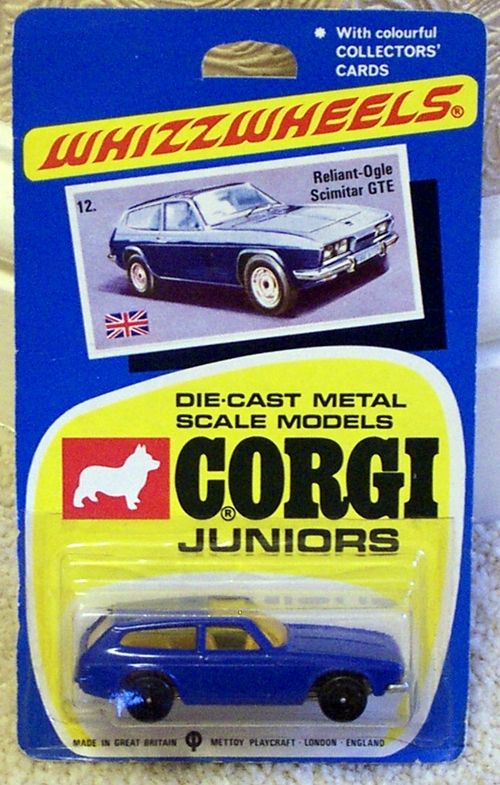 * With colourful
COLLECTORS'
CARDS
WHIZZWHEELS®
12.
Reliant-Ogle
Scimitar GTE
DIE-CAST METAL
SCALE MODELS
CORGI®
JUNIORS
MADE IN GREAT BRITAIN METTOY PLAYCRAFT · LONDON · ENGLAND